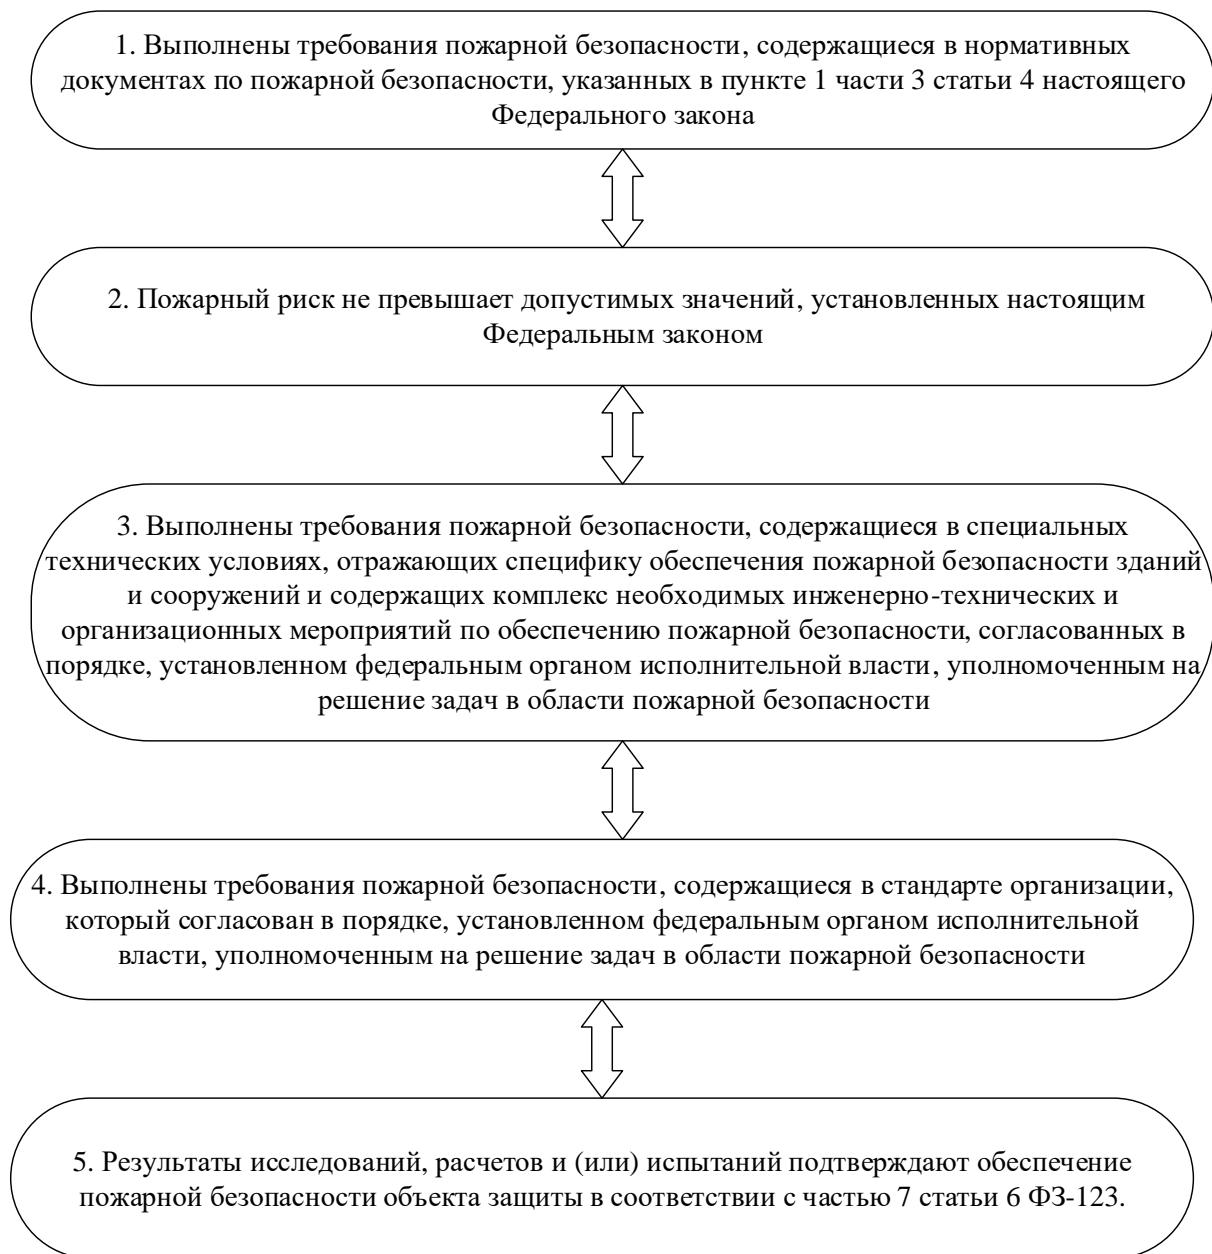 1. Выполнены требования пожарной безопасности, содержащиеся в нормативных
документах по пожарной безопасности, указанных в пункте 1 части 3 статьи 4 настоящего
Федерального закона
2. Пожарный риск не превышает допустимых значений, установленных настоящим
Федеральным законом
3. Выполнены требования пожарной безопасности, содержащиеся в специальных
технических условиях, отражающих специфику обеспечения пожарной безопасности зданий
и сооружений и содержащих комплекс необходимых инженерно-технических и
организационных мероприятий по обеспечению пожарной безопасности, согласованных в
порядке, установленном федеральным органом исполнительной власти, уполномоченным на
решение задач в области пожарной безопасности
4. Выполнены требования пожарной безопасности, содержащиеся в стандарте организации,
который согласован в порядке, установленном федеральным органом исполнительной
власти, уполномоченным на решение задач в области пожарной безопасности
5. Результаты исследований, расчетов и (или) испытаний подтверждают обеспечение
пожарной безопасности объекта защиты в соответствии с частью 7 статьи 6 ФЗ-123.